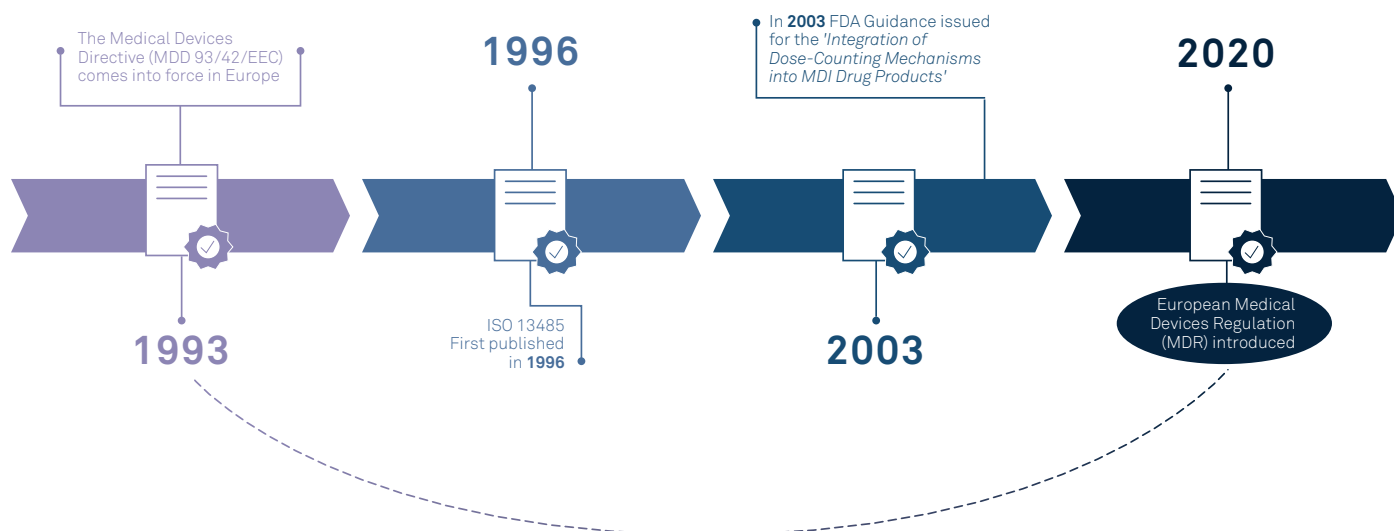 The Medical Devices
Directive (MDD 93/42/EEC)
comes into force in Europe
1993
1996
ISO 13485
First published
in 1996
In 2003 FDA Guidance issued
for the 'Integration of
Dose-Counting Mechanisms
into MDI Drug Products'
2003
2020
European Medical
Devices Regulation
(MDR) introduced